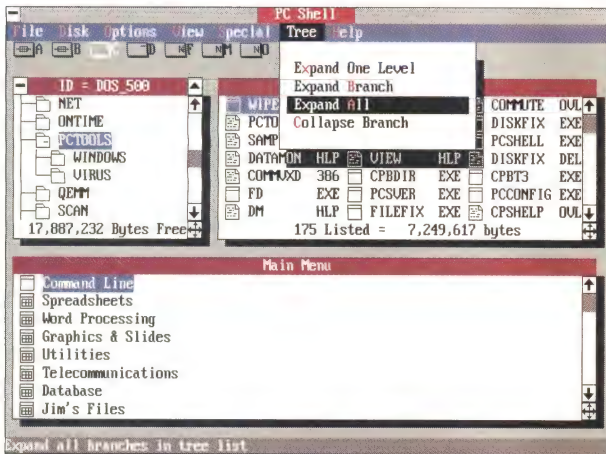 PC Shell
File Disk Options View Special Tree Help
A B D F M O
Expand One Level
Expand Branch
Expand All
Collapse Branch
ID = DOS_500
NET
ONTIME
PCTOOLS
WINDOWS
VIRUS
QEMM
SCAN
17,887,232 Bytes Free
WIPE COMMUTE OVL
PCTO DISKFIX EXE
SAMP PCSHELL EXE
DATAMON HLP VIEW HLP DISKFIX DEL
COMMVXD 386 CPBDIR EXE CPBT3 EXE
FD EXE PCSVER EXE PCCONFIG EXE
DM HLP FILEFIX EXE CPSHELP OVL
175 Listed = 7,249,617 bytes
Main Menu
Command Line
Spreadsheets
Word Processing
Graphics & Slides
Utilities
Telecommunications
Database
Jim's Files
Expand all branches in tree list